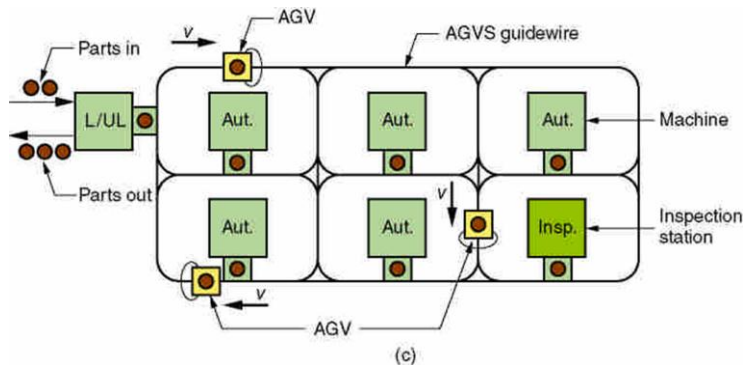 AGV
v
Parts in
AGVS guidewire
L/UL
Aut.
Aut.
Aut.
Machine
Parts out
v
Aut.
Aut.
Insp.
Inspection
station
v
AGV
(c)